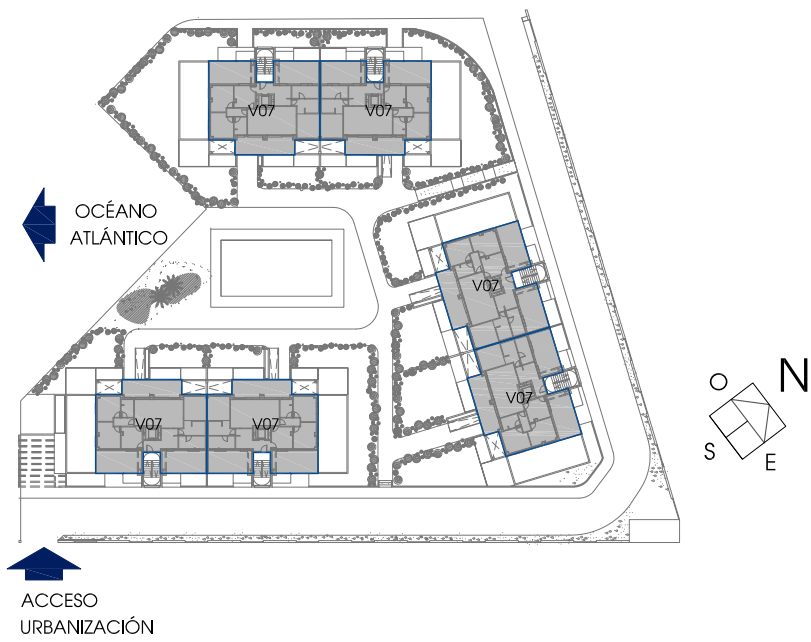 V07
V07
OCÉANO
ATLÁNTICO
V07
V07
V07
V07
O
N
S
E
ACCESO
URBANIZACIÓN